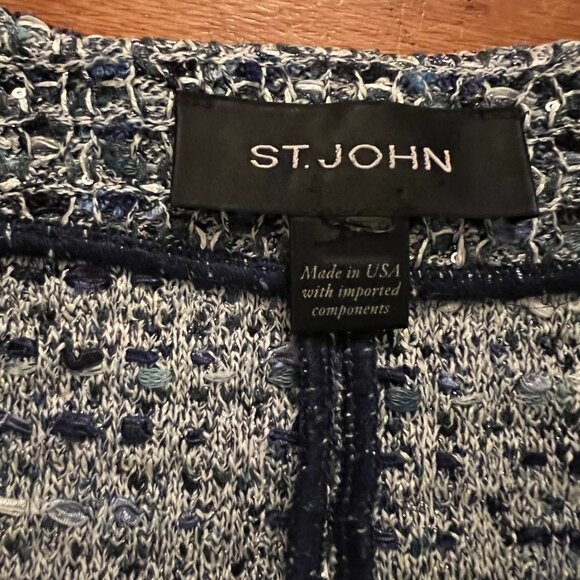 ST. JOHN
Made in USA
with imported
components